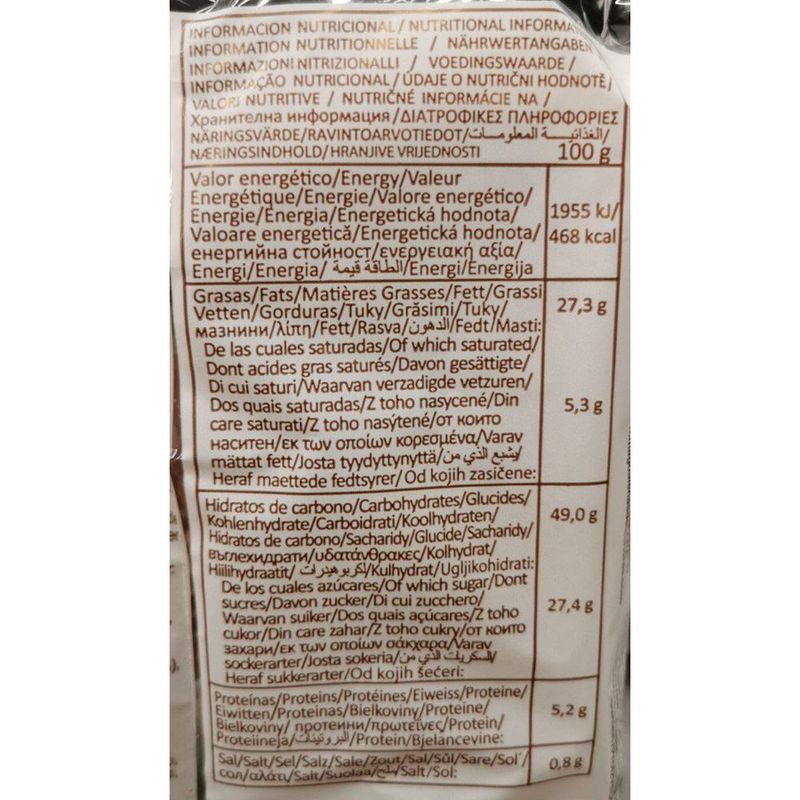 INFORMACION NUTRICIONAL / NUTRITIONAL INFORMA
INFORMATION NUTRITIONNELLE / NÄHRWERTANGABEN
INFORMAZIONI NITRIZIONALLI / VOEDINGSWAARDE /
INFORMAÇÃO NUTRICIONAL / ÚDAJE O NUTRIČNÍ HODNOTĚ/
VALORI NUTRITIVE / NUTRIČNÉ INFORMÁCIE NA /
Хранителна информация/ΔΙΑΤΡΟΦΙΚΕΣ ΠΛΗΡΟΦΟΡΙΕΣ
NÄRINGSVÄRDE/RAVINTOARVOTIEDOT/الغذائيـــة المعلومـــات/
NÆRINGSINDHOLD/HRANJIVE VRIJEDNOSTI 100 g
Valor energético/Energy/Valeur
Energétique/Energie/Valore energético/
Energie/Energia/Energetická hodnota/ 1955 kJ/
Valoare energetică/Energetická hodnota/ 468 kcal
енергийна стойност/ενεργειακή αξία/
Energi/Energia/ الطاقة قيمة/Energi/Energija
Grasas/Fats/Matières Grasses/Fett/Grassi 27,3 g
Vetten/Gorduras/Tuky/Grăsimi/Tuky/
мазнини/λίπη/Fett/Rasva/الدهون/Fedt/Masti:
De las cuales saturadas/Of which saturated/
Dont acides gras saturés/Davon gesättigte/
Di cui saturi/Waarvan verzadigde vetzuren/
Dos quais saturadas/Z toho nasycené/Din 5,3 g
care saturati/Z toho nasýtené/от които
наситен/εκ των οποίων κορεσμένα/Varav
mättat fett/Josta tyydyttynyttä/يشبع الذي من/
Heraf maettede fedtsyrer/Od kojih zasičene:
Hidratos de carbono/Carbohydrates/Glucides/ 49,0 g
Kohlenhydrate/Carboidrati/Koolhydraten/
Hidratos de carbono/Sacharidy/Glucide/Sacharidy/
Въглехидрати/υδατάνθρακες/Kolhydrat/
Hiilihydraatit/ لكربوهيدرات/Kulhydrat/Ugljikohidrati:
De los cuales azúcares/Of which sugar/Dont
sucres/Davon zucker/Di cui zucchero/ 27,4 g
Waarvan suiker/Dos quais açúcares/Z toho
cukor/Din care zahar/Z toho cukry/от които
захари/εκ των οποίων σάκχαρα/Varav
sockerarter/Josta sokeria/السكريات الذي من/
Heraf sukkerarter/Od kojih šećeri:
Proteínas/Proteins/Protéines/Eiweiss/Proteine/
Eiwitten/Proteínas/Bielkoviny/Proteine/ 5,2 g
Bielkoviny/ протеини/πρωτεΐνες/Protein/
Proteiineja/البروتينات/Protein/Bjelancevine:
Sal/Salt/Sel/Salz/Sale/Zout/Sal/Sůl/Sare/Soľ/ 0,8 g
сол/αλάτι/Salt/Suolaa/ملح/Salt/Sol: